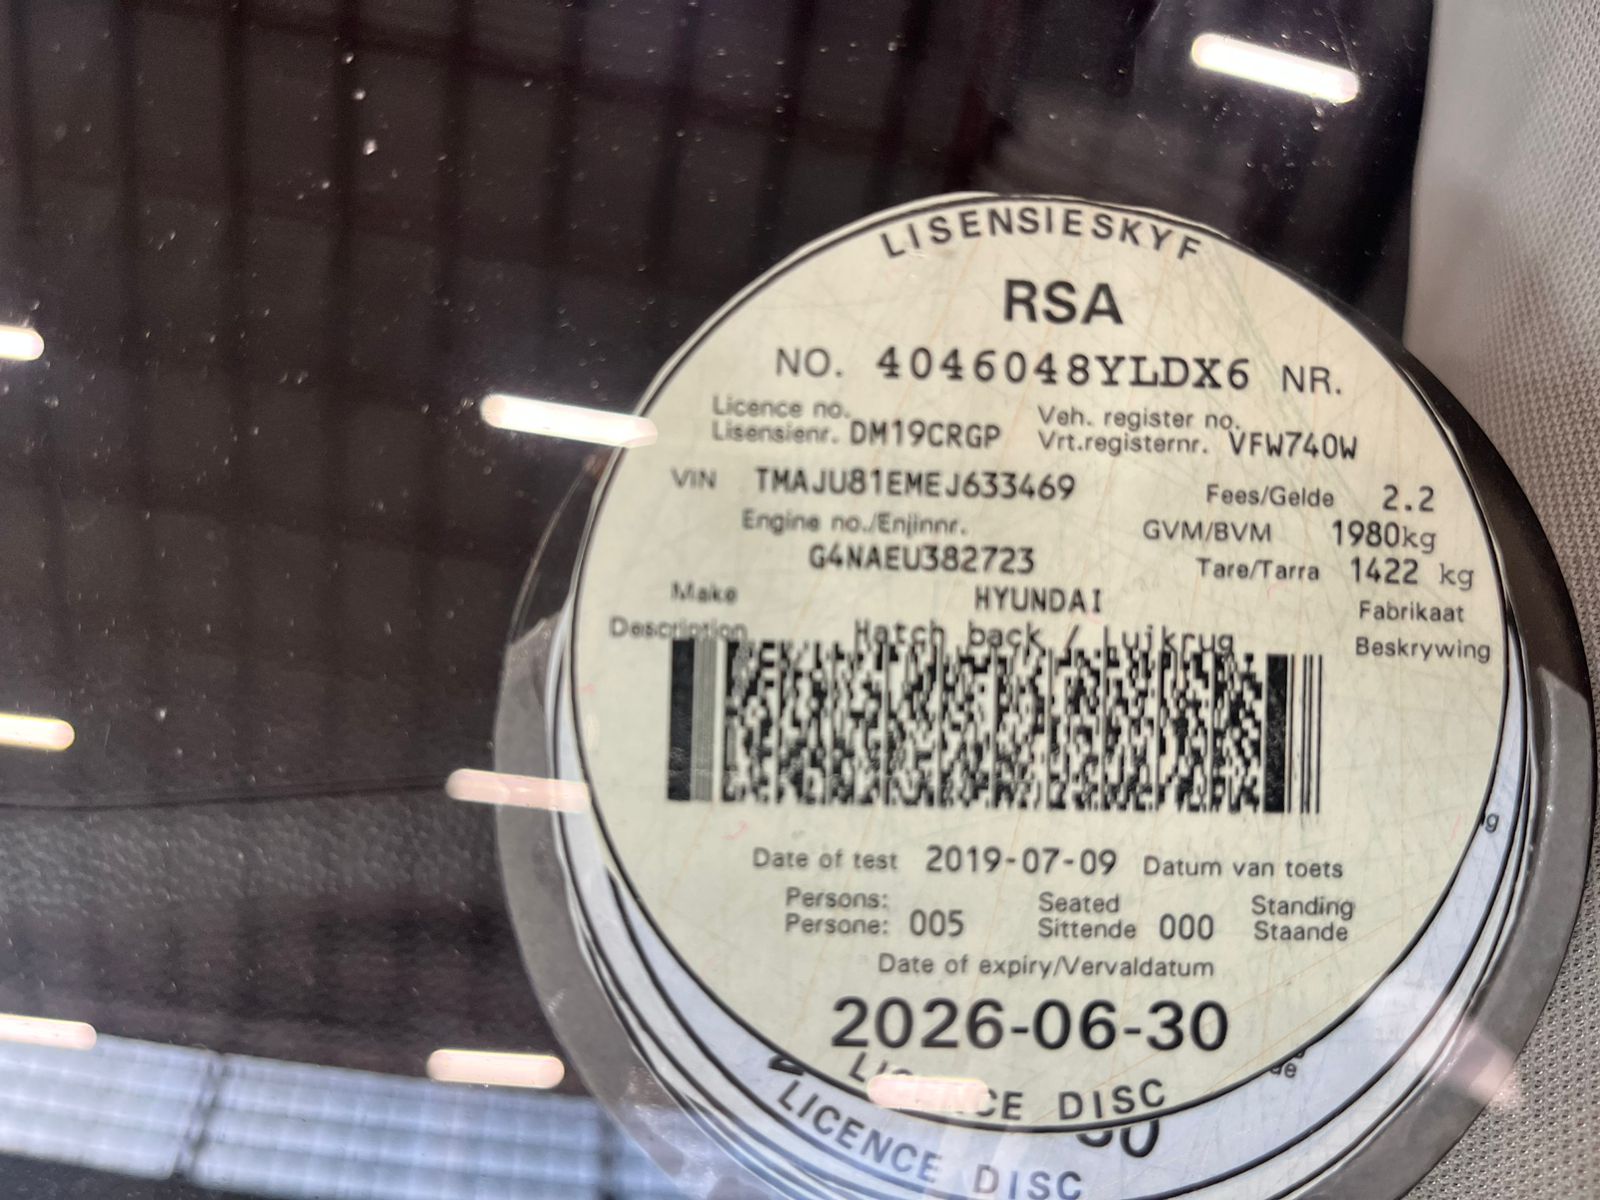 LISENSIESKYF
RSA
NO. 4046048YLDX6 NR.
Licence no. Veh. register no.
Lisensienr. DM19CRGP Vrt.registernr. VFW740W
VIN TMAJU81EMEJ633469 Fees/Gelde 2.2
Engine no./Enjinnr. GVM/BVM 1980kg
G4NAEU382723 Tare/Tarra 1422 kg
Make HYUNDAI Fabrikaat
Description Hatch back / Luikrug Beskrywing
Date of test 2019-07-09 Datum van toets
Persons: Seated Standing
Persone: 005 Sittende 000 Staande
Date of expiry/Vervaldatum
2026-06-30
LICENCE DISC
LICENCE DISC